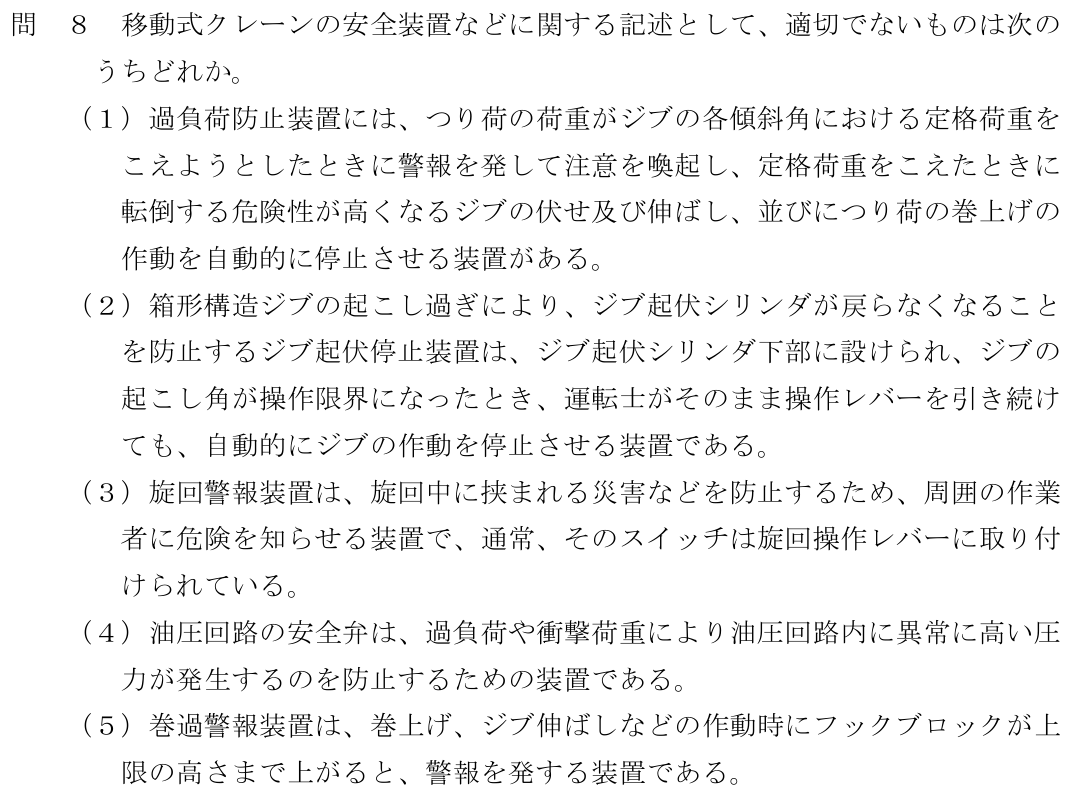 問　８　移動式クレーンの安全装置などに関する記述として、適切でないものは次の
うちどれか。
（１）過負荷防止装置には、つり荷の荷重がジブの各傾斜角における定格荷重を
こえようとしたときに警報を発して注意を喚起し、定格荷重をこえたときに
転倒する危険性が高くなるジブの伏せ及び伸ばし、並びにつり荷の巻上げの
作動を自動的に停止させる装置がある。
（２）箱形構造ジブの起こし過ぎにより、ジブ起伏シリンダが戻らなくなること
を防止するジブ起伏停止装置は、ジブ起伏シリンダ下部に設けられ、ジブの
起こし角が操作限界になったとき、運転士がそのまま操作レバーを引き続け
ても、自動的にジブの作動を停止させる装置である。
（３）旋回警報装置は、旋回中に挟まれる災害などを防止するため、周囲の作業
者に危険を知らせる装置で、通常、そのスイッチは旋回操作レバーに取り付
けられている。
（４）油圧回路の安全弁は、過負荷や衝撃荷重により油圧回路内に異常に高い圧
力が発生するのを防止するための装置である。
（５）巻過警報装置は、巻上げ、ジブ伸ばしなどの作動時にフックブロックが上
限の高さまで上がると、警報を発する装置である。